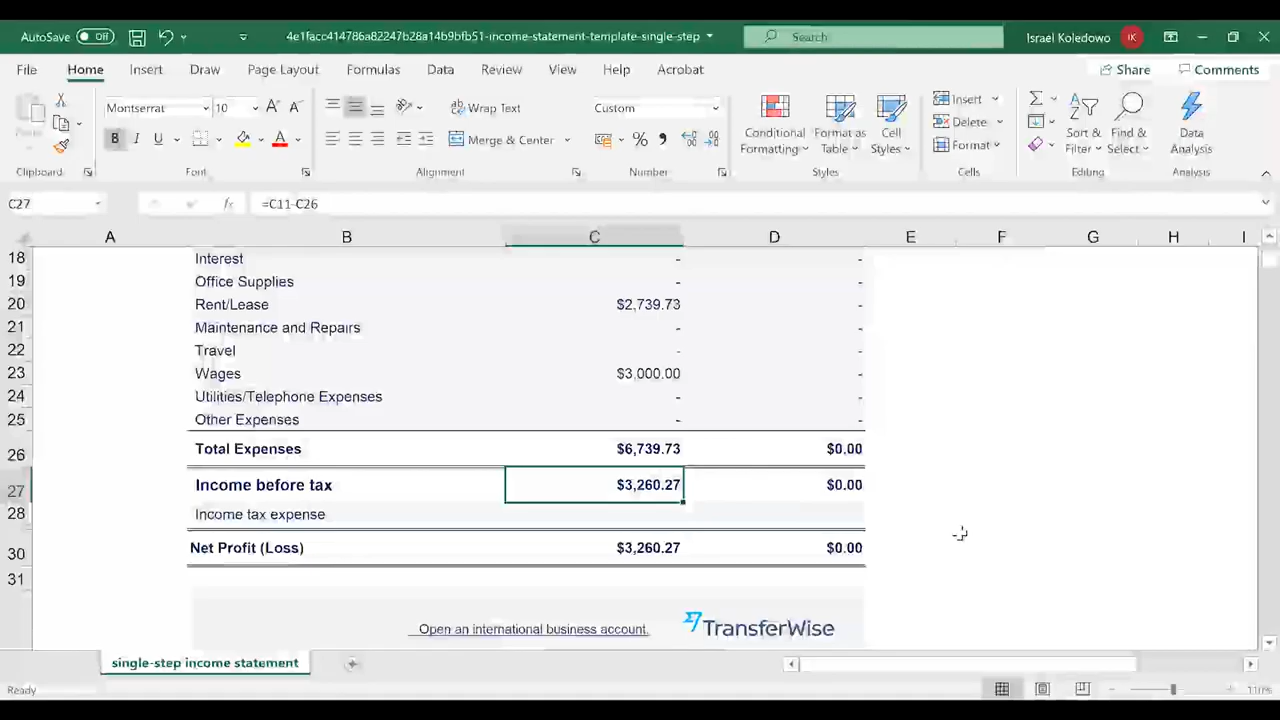 AutoSave Off 4e1facc414786a82247b28a14b9bfb51-income-statement-template-single-step Search Israel Koledowo IK
File Home Insert Draw Page Layout Formulas Data Review View Help Acrobat Share Comments
Montserrat 10 Wrap Text Custom Insert
B I U Merge & Center Conditional Formatting Format as Table Cell Styles Delete Sort & Filter Find & Select Data Analysis
Format
Clipboard Font Alignment Number Styles Cells Editing Analysis
C27 fx =C11-C26
A B C D E F G H I
18 Interest - -
19 Office Supplies - -
20 Rent/Lease $2,739.73 -
21 Maintenance and Repairs - -
22 Travel - -
23 Wages $3,000.00 -
24 Utilities/Telephone Expenses - -
25 Other Expenses - -
26 Total Expenses $6,739.73 $0.00
27 Income before tax $3,260.27 $0.00
28 Income tax expense
30 Net Profit (Loss) $3,260.27 $0.00
31
Open an international business account. TransferWise
single-step income statement
Ready 110%